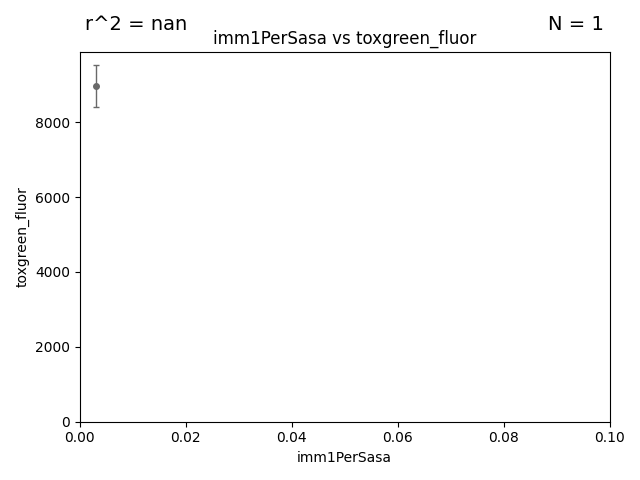 r^2 = nan
N = 1
imm1PerSasa vs toxgreen_fluor
toxgreen_fluor
8000
6000
4000
2000
0
0.00 0.02 0.04 0.06 0.08 0.10
imm1PerSasa